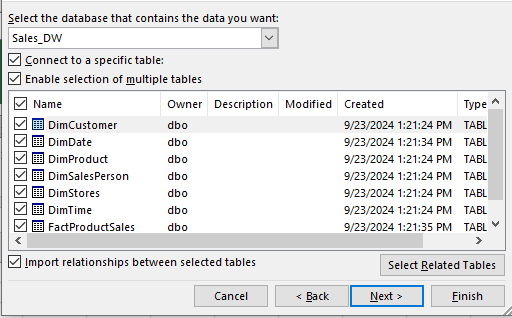 Select the database that contains the data you want:
Sales_DW
Connect to a specific table:
Enable selection of multiple tables
Name Owner Description Modified Created Type
DimCustomer dbo 9/23/2024 1:21:24 PM TABL
DimDate dbo 9/23/2024 1:21:34 PM TABL
DimProduct dbo 9/23/2024 1:21:24 PM TABL
DimSalesPerson dbo 9/23/2024 1:21:24 PM TABL
DimStores dbo 9/23/2024 1:21:24 PM TABL
DimTime dbo 9/23/2024 1:21:24 PM TABL
FactProductSales dbo 9/23/2024 1:21:35 PM TABL
Import relationships between selected tables
Select Related Tables
Cancel < Back Next > Finish